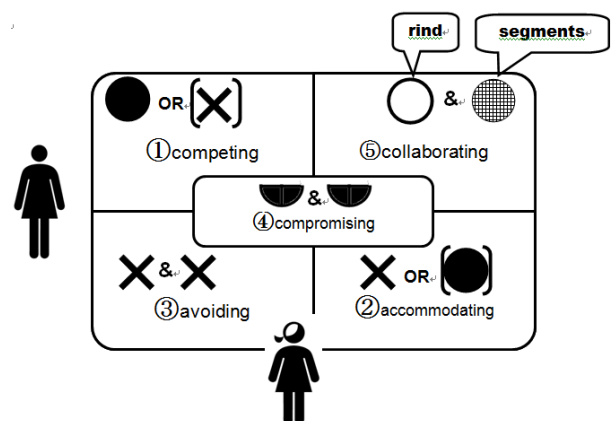 rind
segments
OR
&
①competing
⑤collaborating
&
④compromising
&
OR
③avoiding
②accommodating